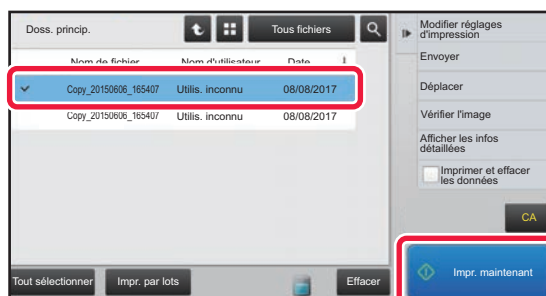 Doss. princip.
Tous fichiers
Nom de fichier Nom d'utilisateur Date
Copy_20150606_165407 Utilis. inconnu 08/08/2017
Copy_20150606_165407 Utilis. inconnu 08/08/2017
Tout sélectionner Impr. par lots Effacer
Modifier réglages
d'impression
Envoyer
Déplacer
Vérifier l'image
Afficher les infos
détaillées
Imprimer et effacer
les données
CA
Impr. maintenant